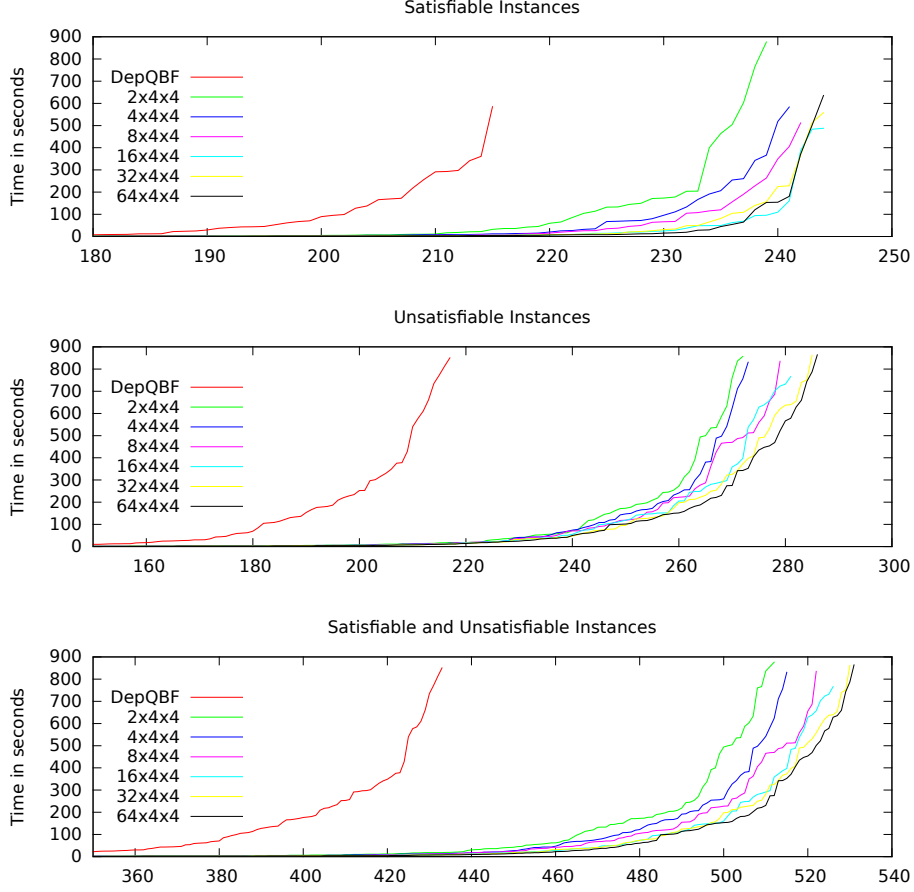 Satisfiable Instances
Time in seconds
900
800
700
600
500
400
300
200
100
0
DepQBF
2x4x4
4x4x4
8x4x4
16x4x4
32x4x4
64x4x4
180 190 200 210 220 230 240 250
Unsatisfiable Instances
Time in seconds
900
800
700
600
500
400
300
200
100
0
DepQBF
2x4x4
4x4x4
8x4x4
16x4x4
32x4x4
64x4x4
160 180 200 220 240 260 280 300
Satisfiable and Unsatisfiable Instances
Time in seconds
900
800
700
600
500
400
300
200
100
0
DepQBF
2x4x4
4x4x4
8x4x4
16x4x4
32x4x4
64x4x4
360 380 400 420 440 460 480 500 520 540